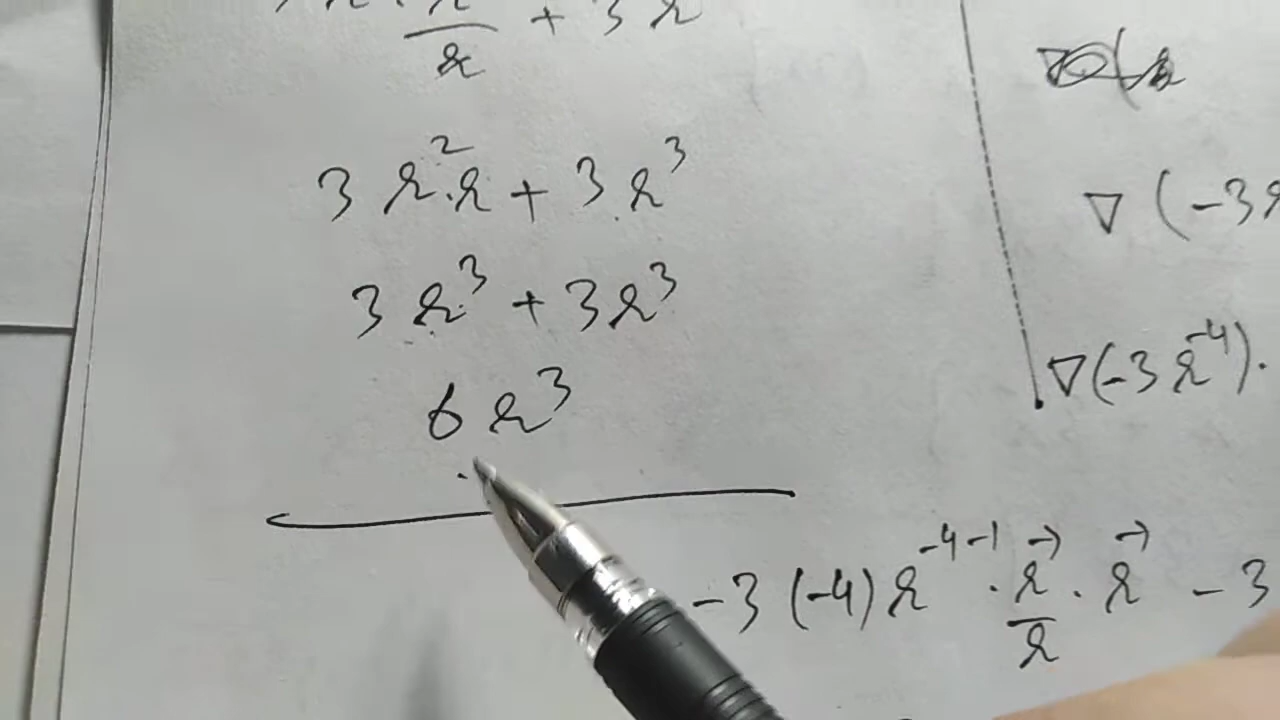 3 r² · r + 3 r³
3 r³ + 3 r³
6 r³
∇ (-3 r
∇(-3 r⁻⁴) ·
-3 (-4) r⁻⁴⁻¹ · r⃗/r · r⃗ - 3